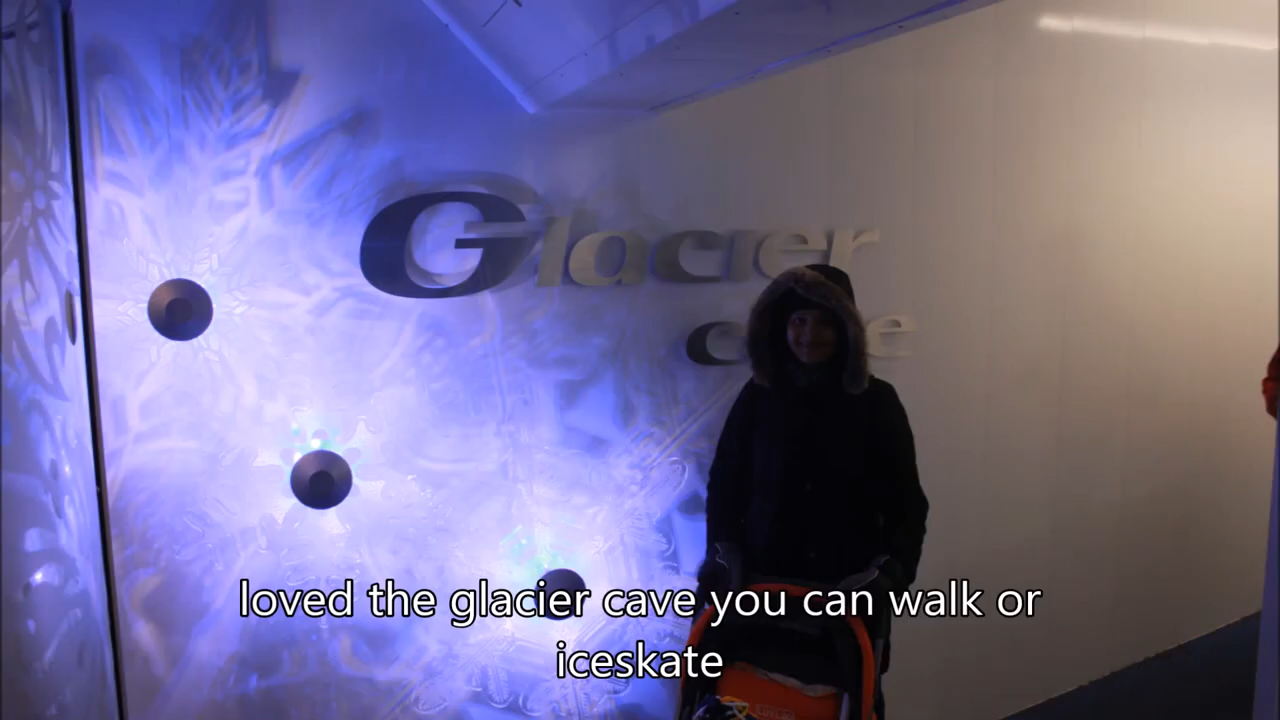 Glacier
c e
loved the glacier cave you can walk or
iceskate